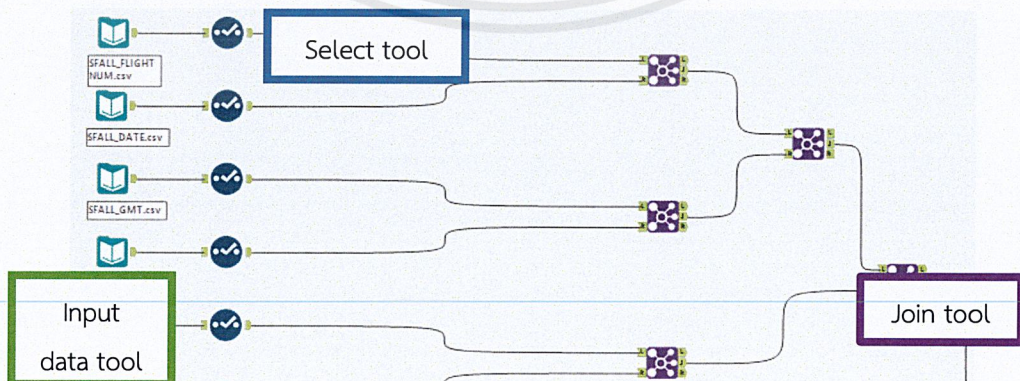 SFALL_FLIGHT
NUM.csv
Select tool
SFALL_DATE.csv
SFALL_GMT.csv
Input
data tool
Join tool